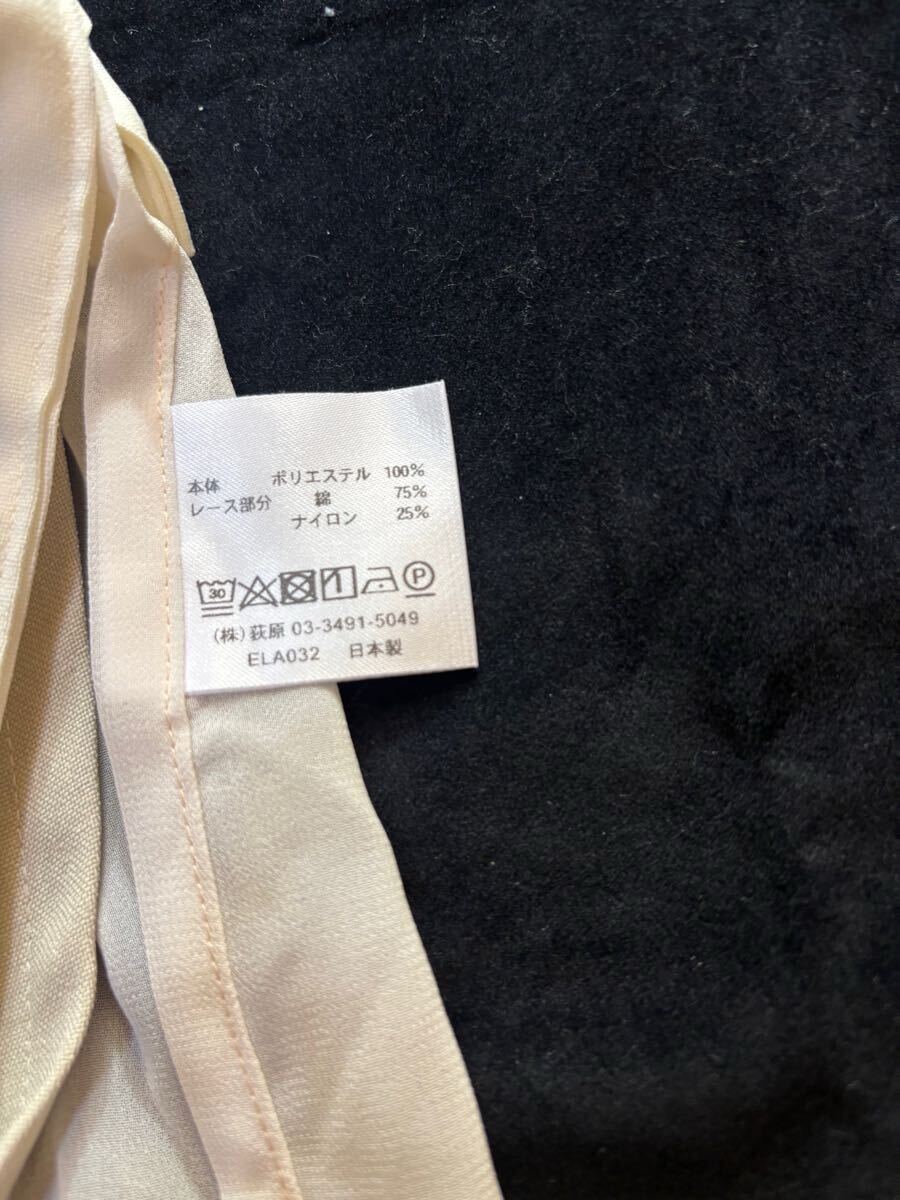 本体 ポリエステル 100%
レース部分 綿 75%
ナイロン 25%
30 P
(株)荻原 03-3491-5049
ELA032 日本製